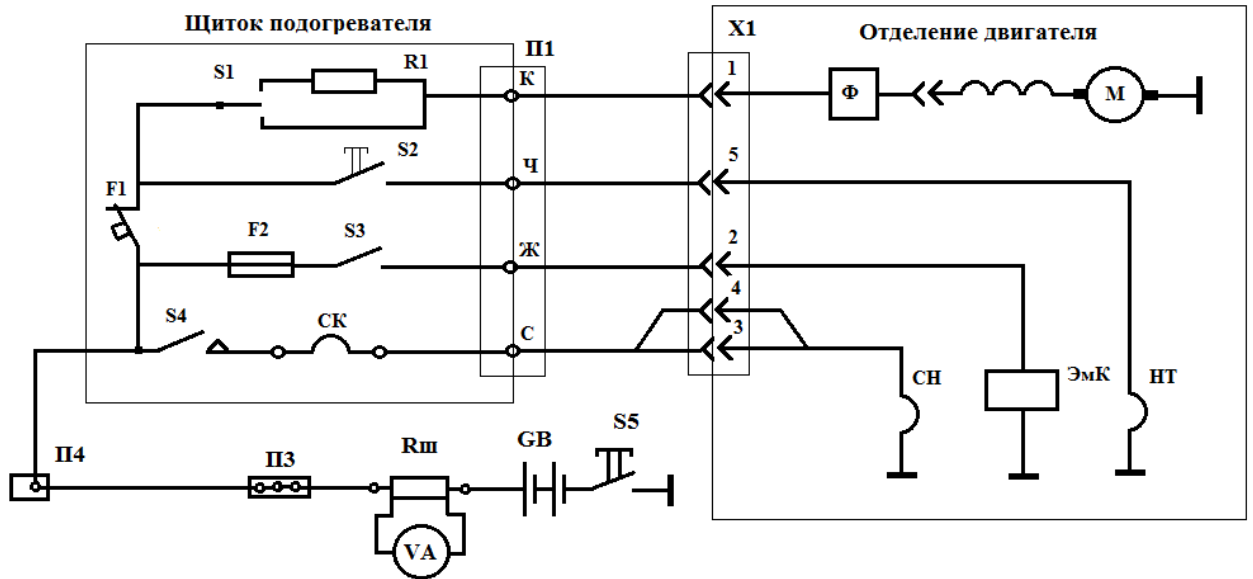 Щиток подогревателя
П1
X1
Отделение двигателя
S1
R1
К
1
Ф
М
S2
Ч
5
F1
F2
S3
Ж
2
4
S4
СК
С
3
СН
ЭмК
НТ
П4
П3
Rш
GB
S5
VA